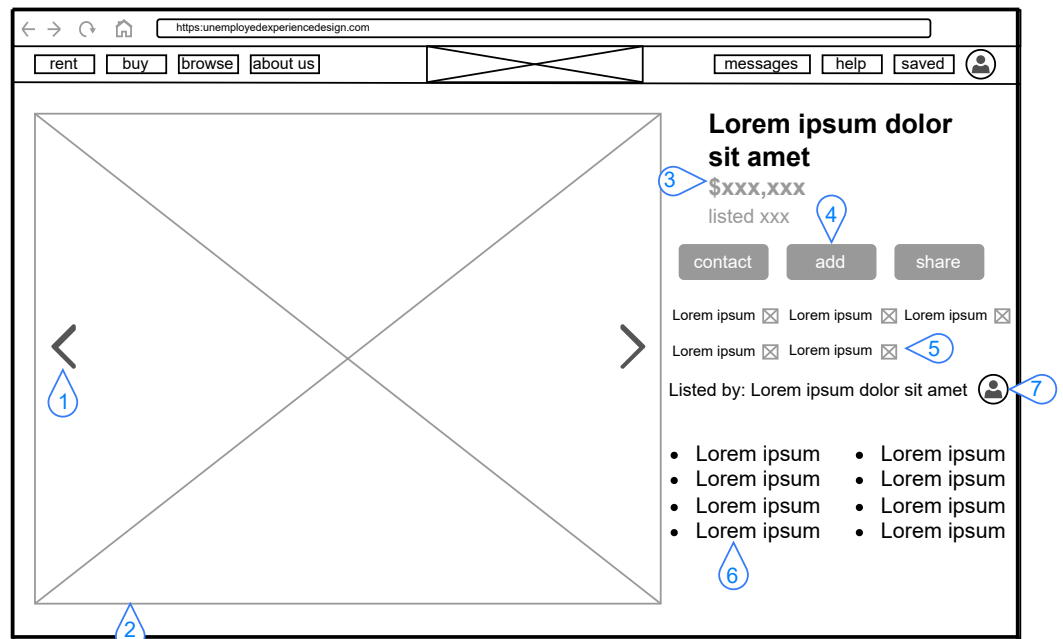 https:unemployedexperiencedesign.com
rent buy browse about us messages help saved
Lorem ipsum dolor
sit amet
3 $xxx,xxx
listed xxx 4
contact add share
Lorem ipsum Lorem ipsum Lorem ipsum
Lorem ipsum Lorem ipsum 5
1
Listed by: Lorem ipsum dolor sit amet 7
• Lorem ipsum • Lorem ipsum
• Lorem ipsum • Lorem ipsum
• Lorem ipsum • Lorem ipsum
• Lorem ipsum • Lorem ipsum
6
2